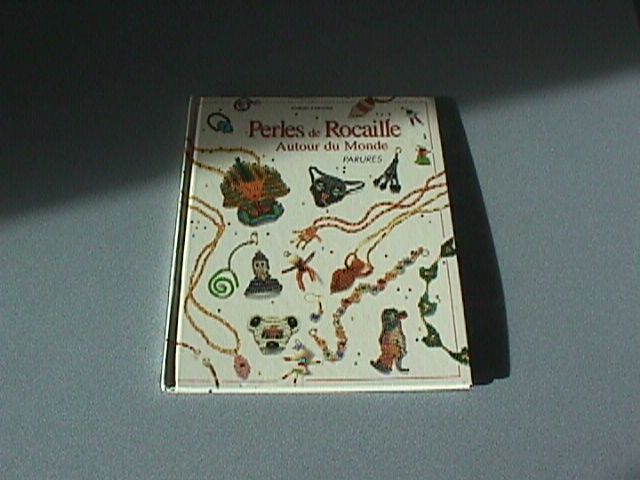 Perles de Rocaille
Autour du Monde
PARURES